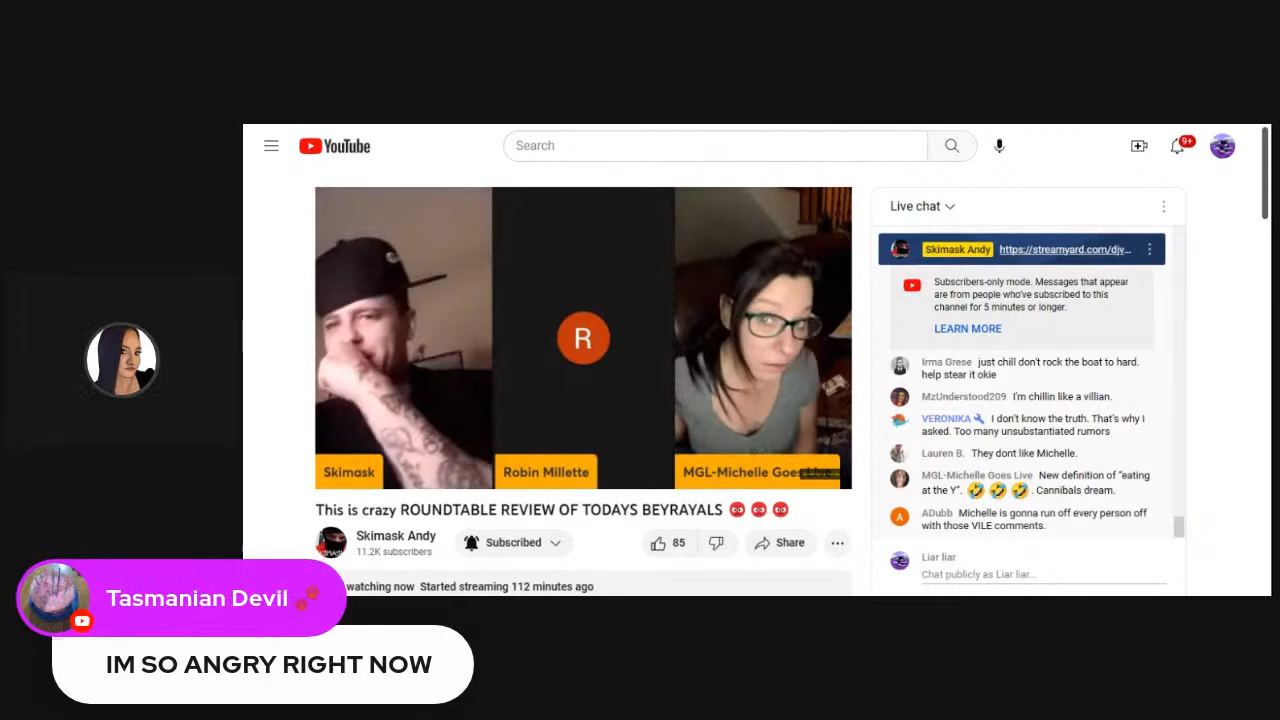 YouTube
Search
9+
Live chat
Skimask Andy https://streamyard.com/djv...
Subscribers-only mode. Messages that appear
are from people who've subscribed to this
channel for 5 minutes or longer.
LEARN MORE
Irma Grese just chill don't rock the boat to hard.
help stear it okie
MzUnderstood209 I'm chillin like a villian.
VERONIKA I don't know the truth. That's why I
asked. Too many unsubstantiated rumors
Lauren B. They dont like Michelle.
MGL-Michelle Goes Live New definition of "eating
at the Y". . Cannibals dream.
A
ADubb Michelle is gonna run off every person off
with those VILE comments.
Liar liar
Chat publicly as Liar liar...
R
Skimask
Robin Millette
MGL-Michelle Goes
This is crazy ROUNDTABLE REVIEW OF TODAYS BEYRAYALS
Skimask Andy
11.2K subscribers
Subscribed
85
Share
watching now Started streaming 112 minutes ago
Tasmanian Devil
IM SO ANGRY RIGHT NOW